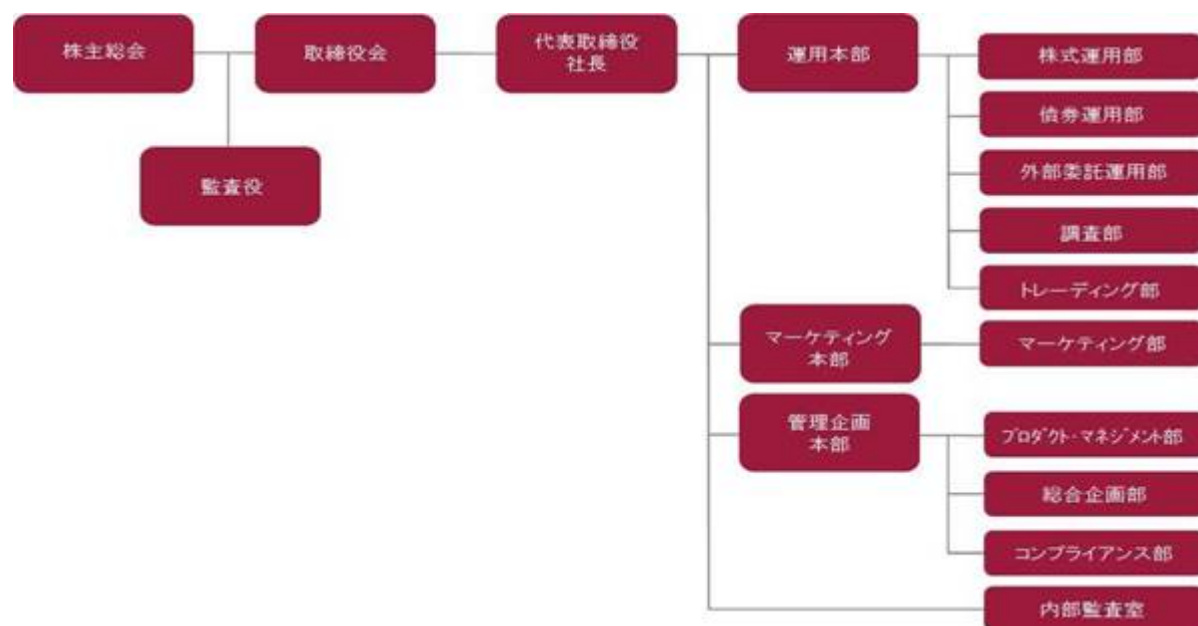 株主総会
取締役会
代表取締役
社長
監査役
運用本部
株式運用部
債券運用部
外部委託運用部
調査部
トレーディング部
マーケティング
本部
マーケティング部
管理企画
本部
プロダクト・マネジメント部
総合企画部
コンプライアンス部
内部監査室